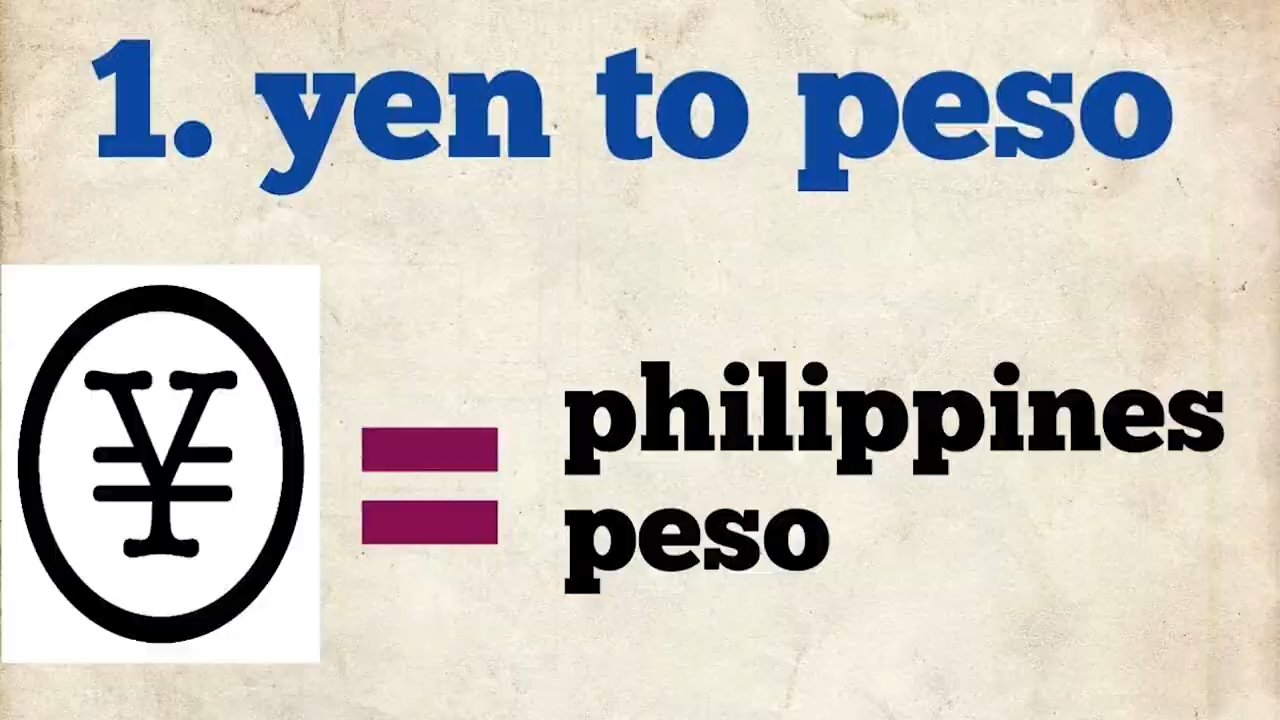 1. yen to peso
¥
philippines
peso